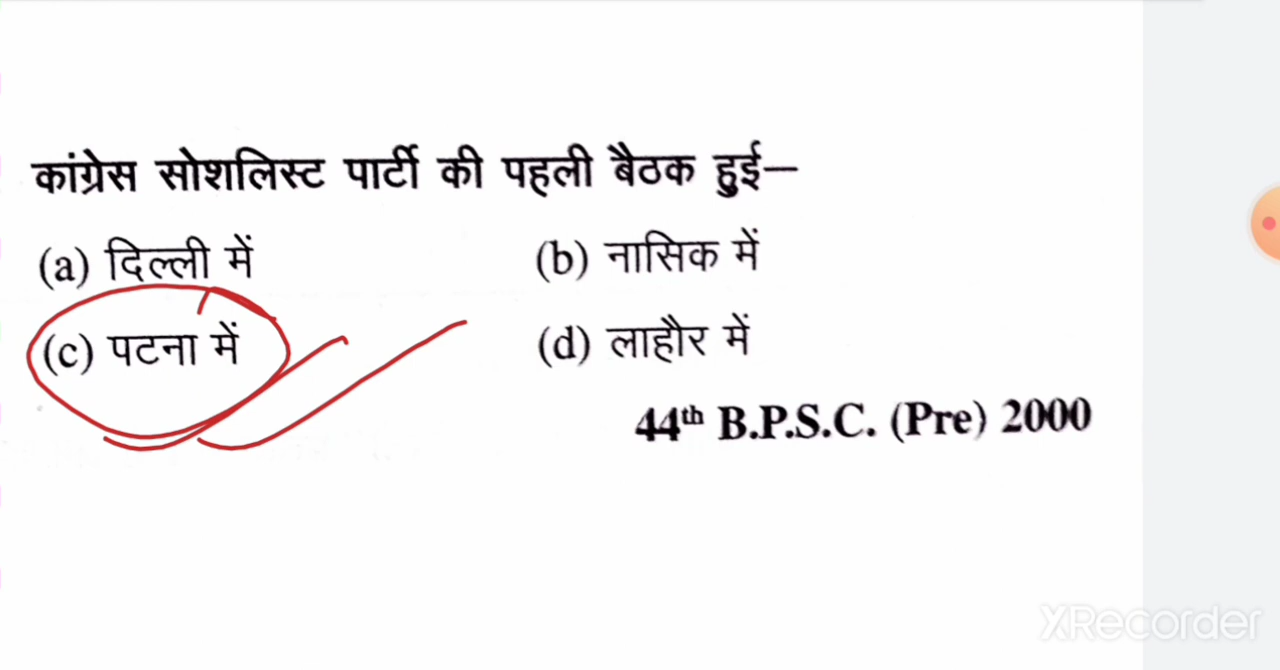 कांग्रेस सोशलिस्ट पार्टी की पहली बैठक हुई–
(a) दिल्ली में (b) नासिक में
(c) पटना में (d) लाहौर में
44th B.P.S.C. (Pre) 2000
XRecorder